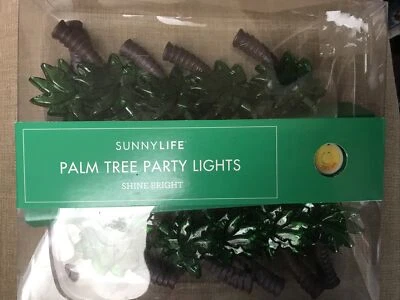 SUNNYLIFE
PALM TREE PARTY LIGHTS
SHINE BRIGHT